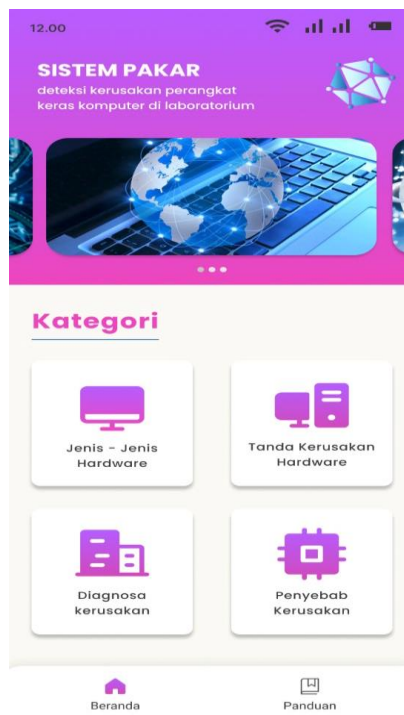 12.00
SISTEM PAKAR
deteksi kerusakan perangkat
keras komputer di laboratorium
Kategori
Jenis - Jenis
Hardware
Tanda Kerusakan
Hardware
Diagnosa
kerusakan
Penyebab
Kerusakan
Beranda
Panduan